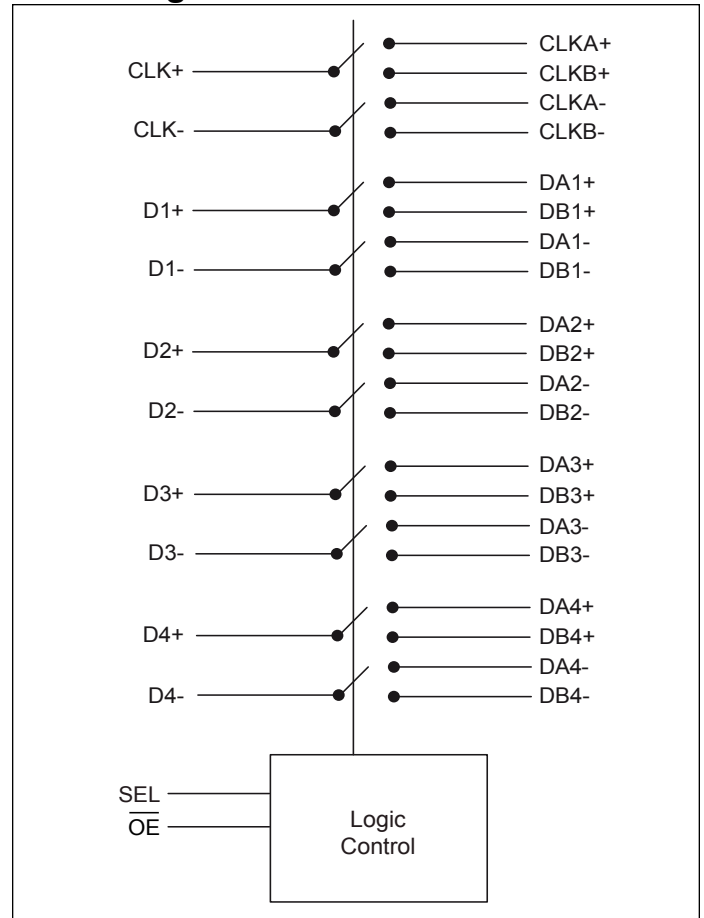 CLK+
CLKA+
CLKB+
CLK-
CLKA-
CLKB-
D1+
DA1+
DB1+
D1-
DA1-
DB1-
D2+
DA2+
DB2+
D2-
DA2-
DB2-
D3+
DA3+
DB3+
D3-
DA3-
DB3-
D4+
DA4+
DB4+
D4-
DA4-
DB4-
SEL
O̅E̅
Logic
Control